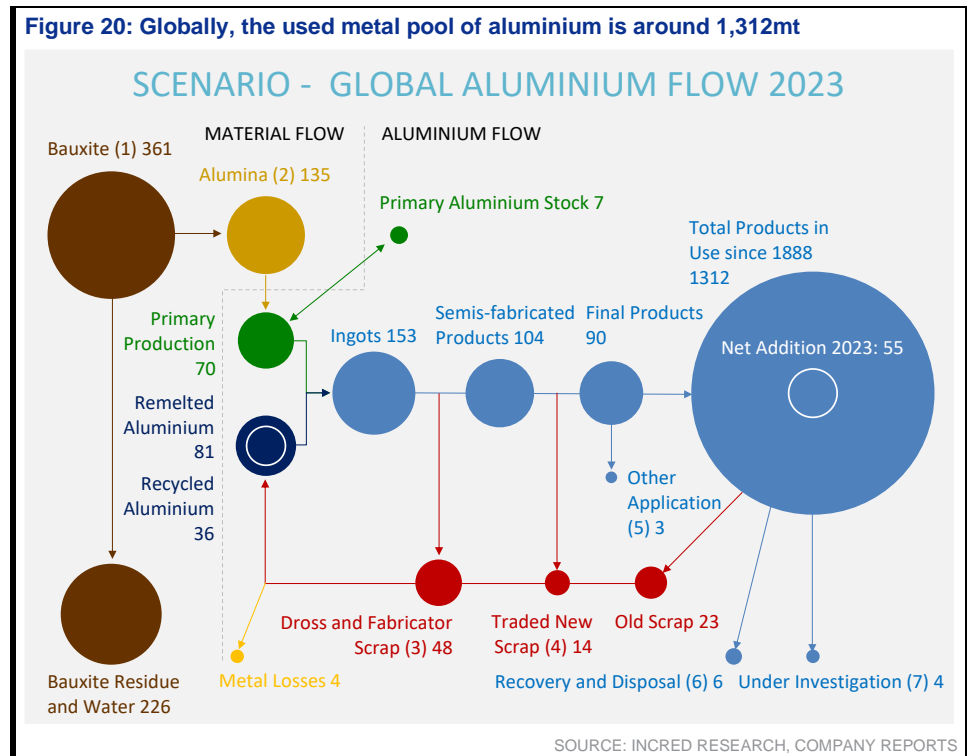 Figure 20: Globally, the used metal pool of aluminium is around 1,312mt
SCENARIO - GLOBAL ALUMINIUM FLOW 2023
MATERIAL FLOW
ALUMINIUM FLOW
Bauxite (1) 361
Alumina (2) 135
Primary Aluminium Stock 7
Total Products in
Use since 1888
1312
Primary
Production
70
Ingots 153
Semis-fabricated
Products 104
Final Products
90
Net Addition 2023: 55
Remelted
Aluminium
81
Recycled
Aluminium
36
Other
Application
(5) 3
Dross and Fabricator
Scrap (3) 48
Traded New
Scrap (4) 14
Old Scrap 23
Bauxite Residue
and Water 226
Metal Losses 4
Recovery and Disposal (6) 6
Under Investigation (7) 4
SOURCE: INCRED RESEARCH, COMPANY REPORTS